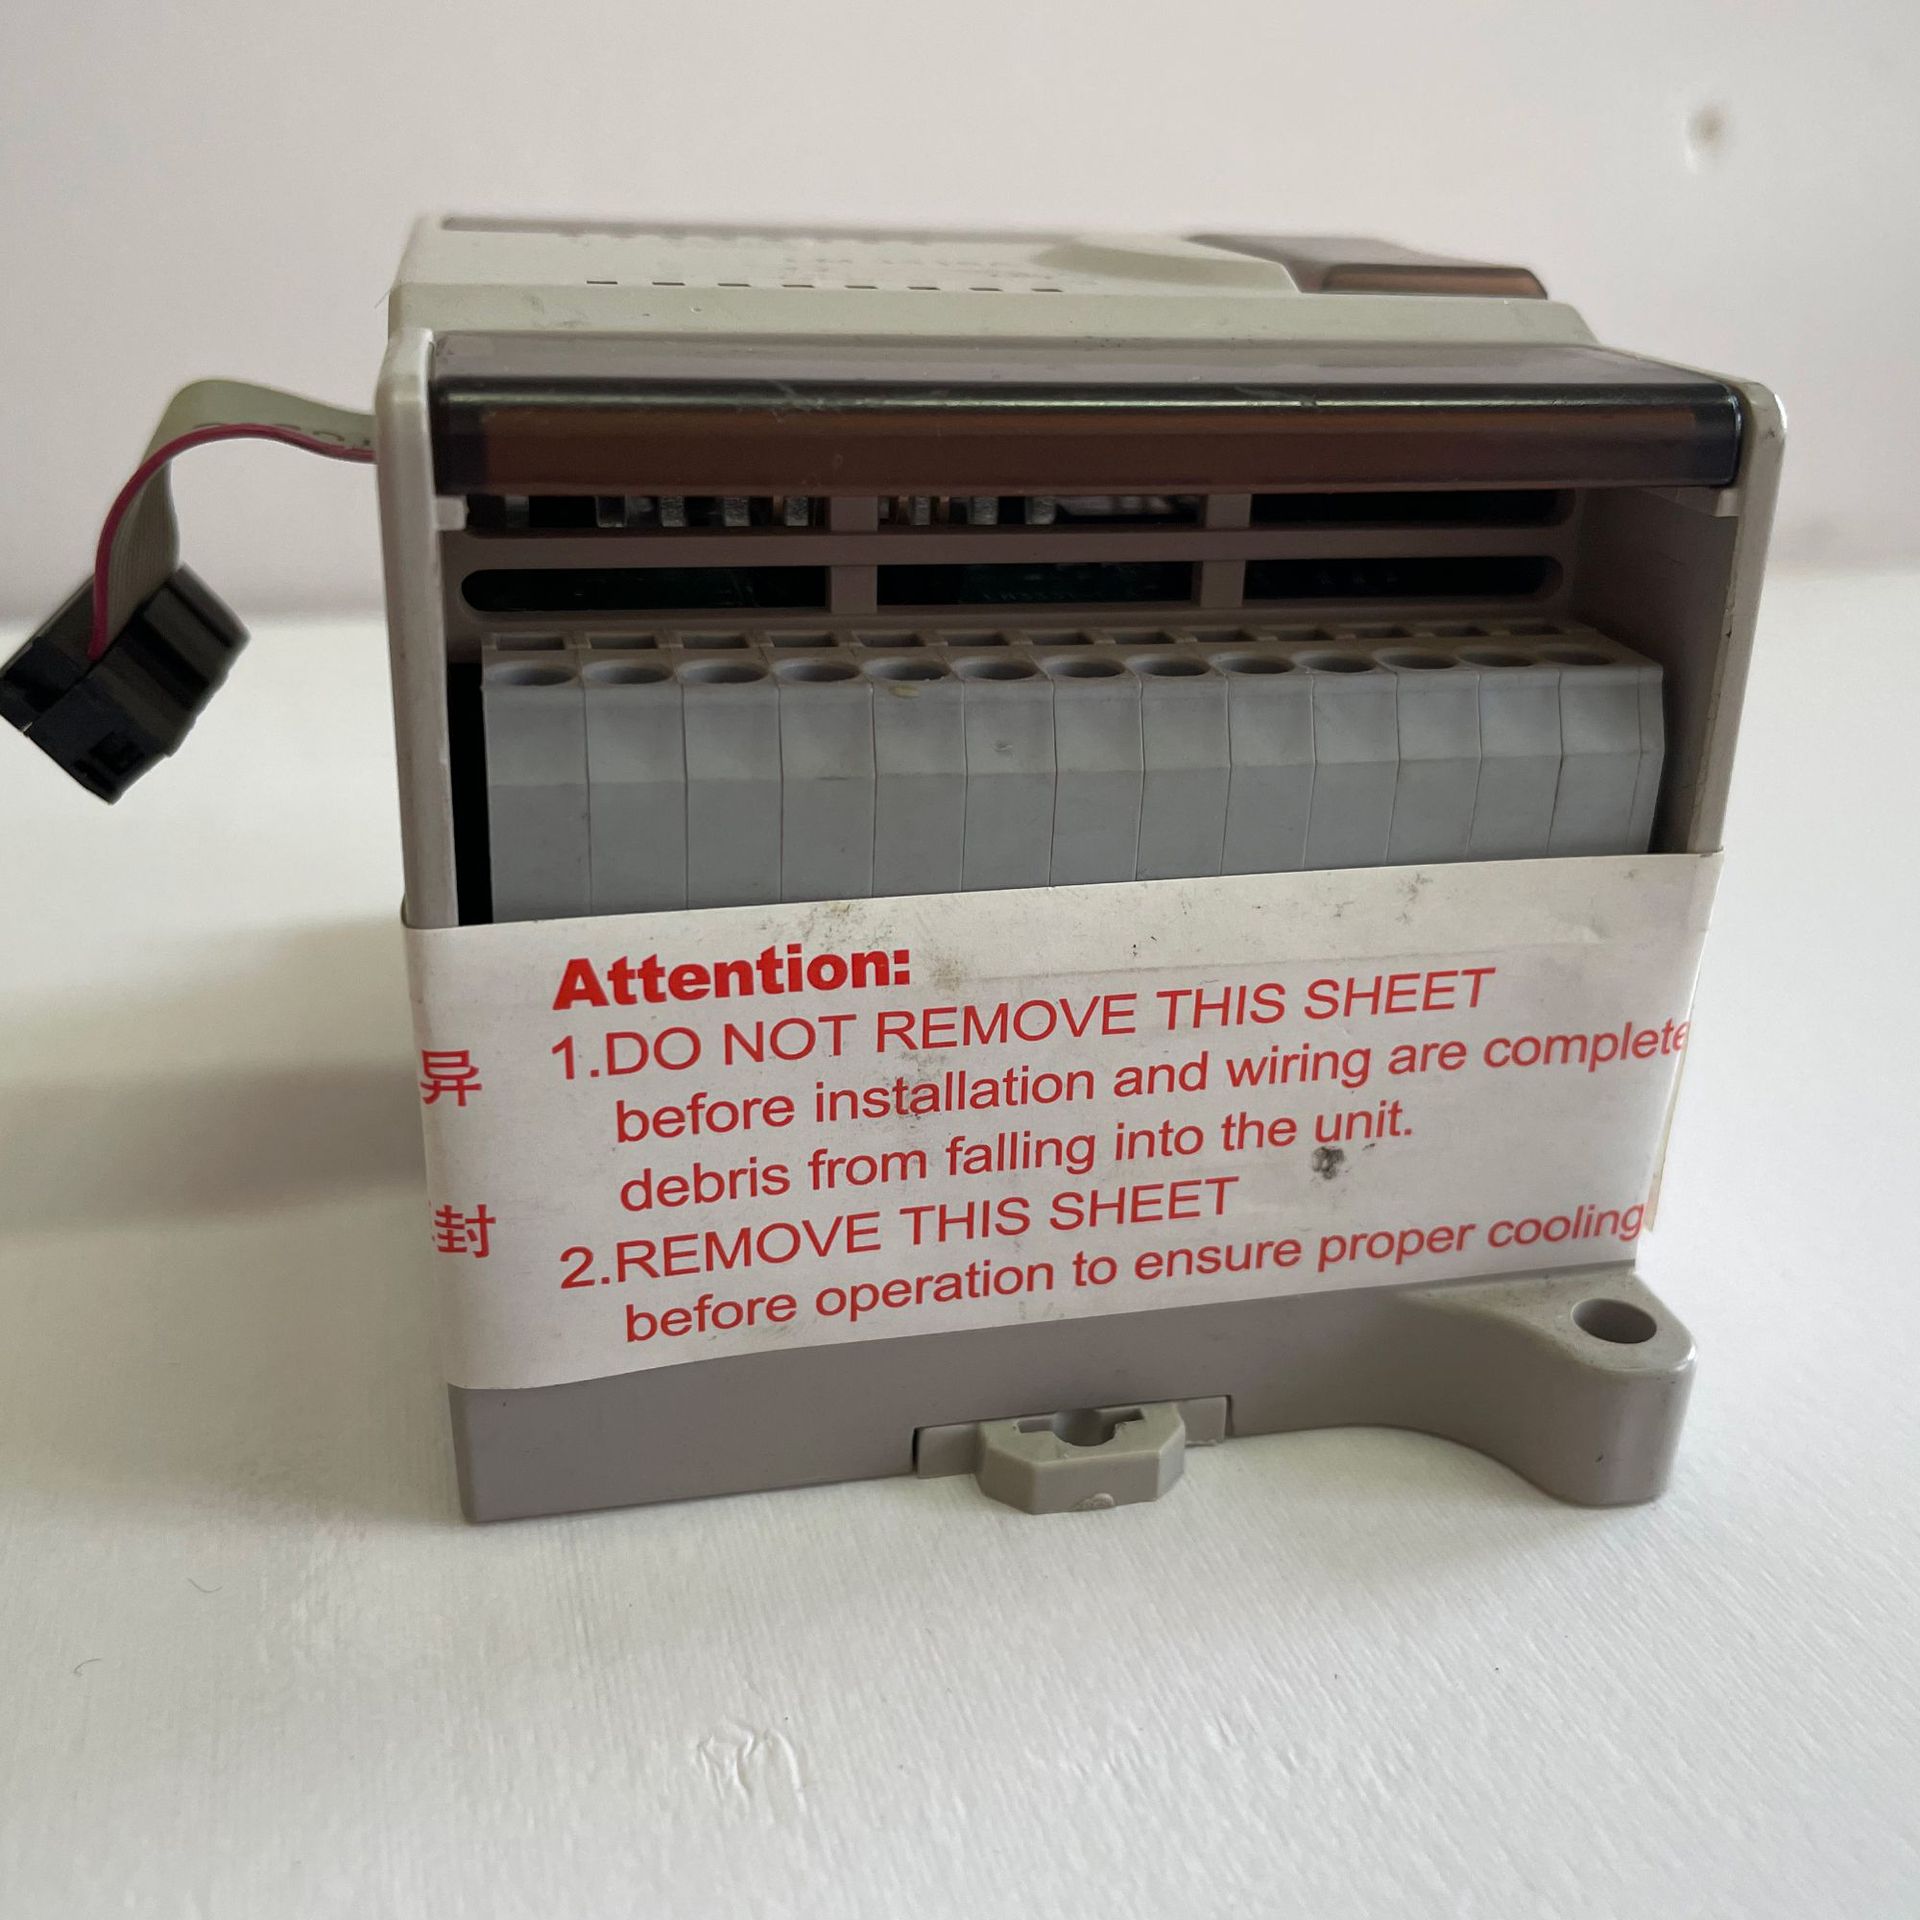 Attention:
1.DO NOT REMOVE THIS SHEET
before installation and wiring are complete
debris from falling into the unit.
2.REMOVE THIS SHEET
before operation to ensure proper cooling
异
封